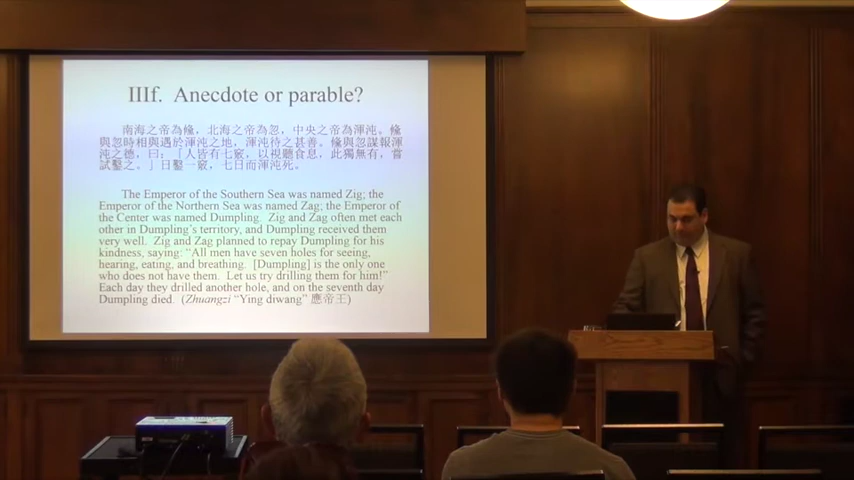 IIIf. Anecdote or parable?
南海之帝為儵，北海之帝為忽，中央之帝為渾沌。儵
與忽時相與遇於渾沌之地，渾沌待之甚善。儵與忽謀報渾
沌之德，曰：「人皆有七竅，以視聽食息，此獨無有，嘗
試鑿之。」日鑿一竅，七日而渾沌死。
The Emperor of the Southern Sea was named Zig; the
Emperor of the Northern Sea was named Zag; the Emperor of
the Center was named Dumpling. Zig and Zag often met each
other in Dumpling's territory, and Dumpling received them
very well. Zig and Zag planned to repay Dumpling for his
kindness, saying: “All men have seven holes for seeing,
hearing, eating, and breathing. [Dumpling] is the only one
who does not have them. Let us try drilling them for him!”
Each day they drilled another hole, and on the seventh day
Dumpling died. (Zhuangzi “Ying diwang” 應帝王)